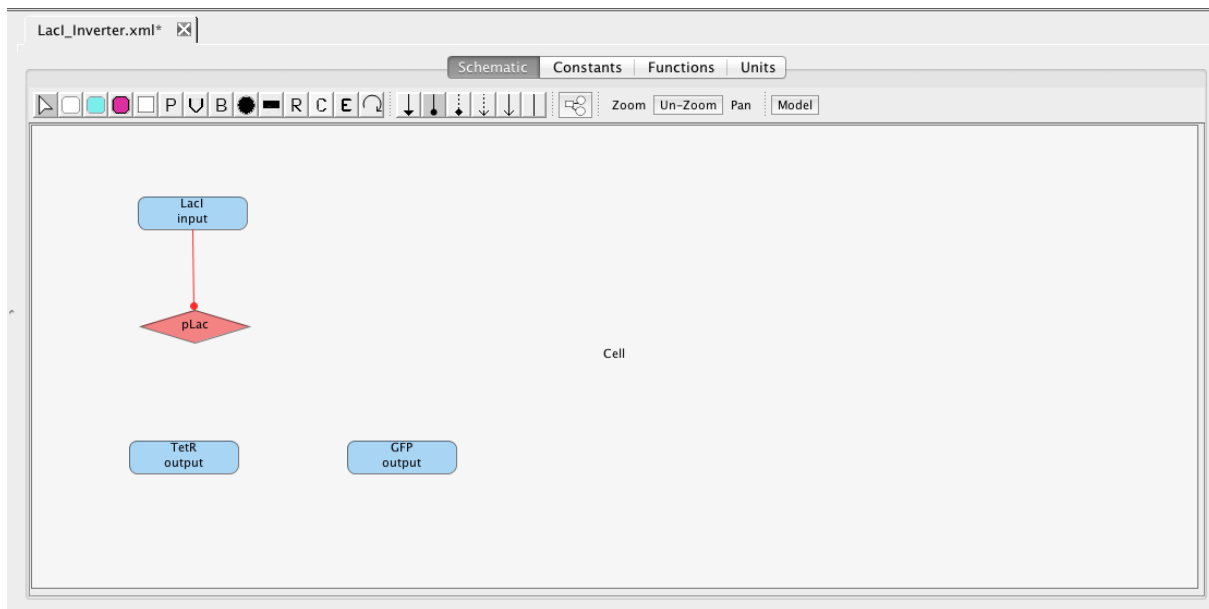 LacI_Inverter.xml*
Schematic Constants Functions Units
P V B R C E Zoom Un-Zoom Pan Model
LacI
input
pLac
Cell
TetR
output
GFP
output